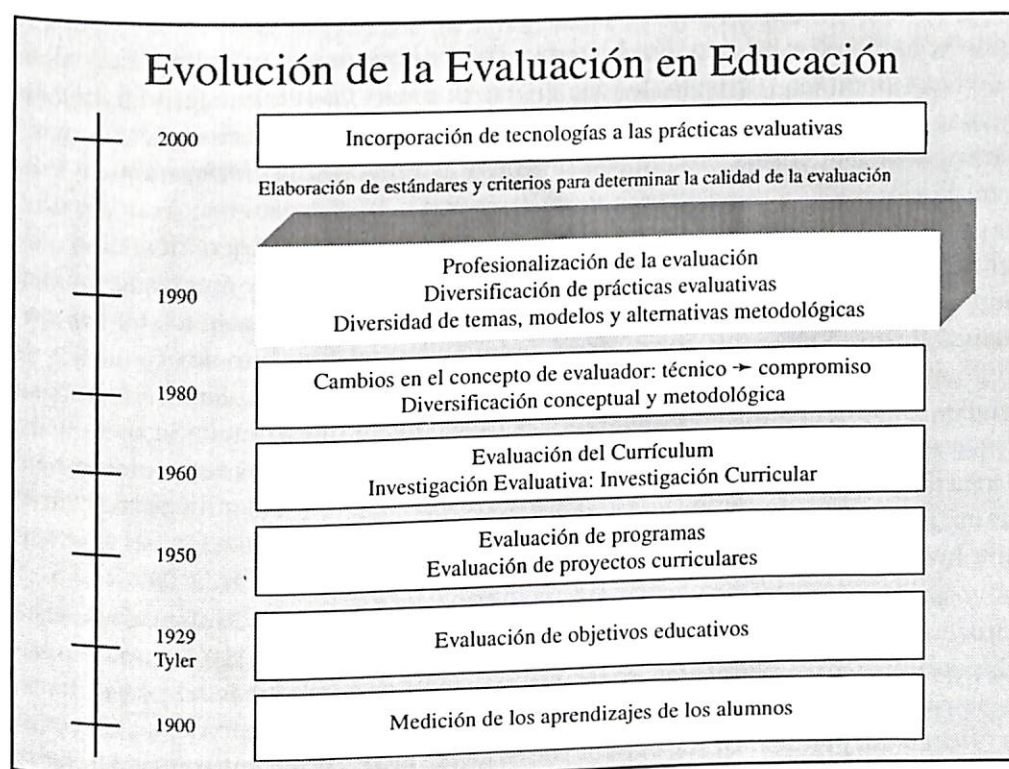 Evolución de la Evaluación en Educación
2000
Incorporación de tecnologías a las prácticas evaluativas
Elaboración de estándares y criterios para determinar la calidad de la evaluación
1990
Profesionalización de la evaluación
Diversificación de prácticas evaluativas
Diversidad de temas, modelos y alternativas metodológicas
1980
Cambios en el concepto de evaluador: técnico → compromiso
Diversificación conceptual y metodológica
1960
Evaluación del Currículum
Investigación Evaluativa: Investigación Curricular
1950
Evaluación de programas
Evaluación de proyectos curriculares
1929
Tyler
Evaluación de objetivos educativos
1900
Medición de los aprendizajes de los alumnos